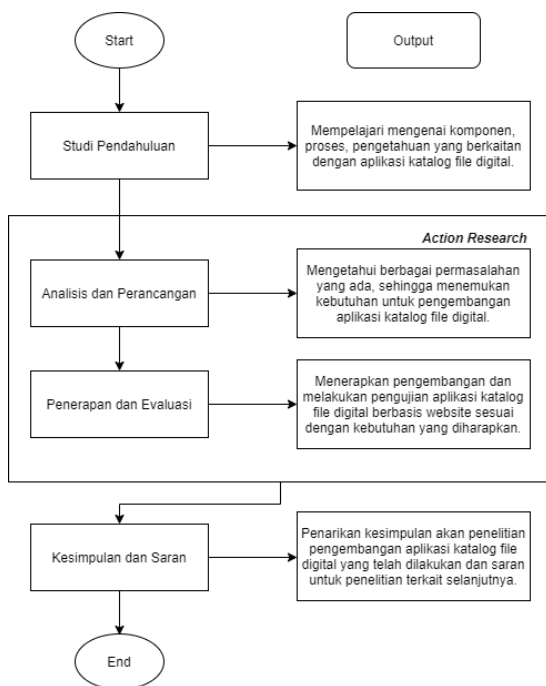 Start
Output
Studi Pendahuluan
Mempelajari mengenai komponen,
proses, pengetahuan yang berkaitan
dengan aplikasi katalog file digital.
Action Research
Analisis dan Perancangan
Mengetahui berbagai permasalahan
yang ada, sehingga menemukan
kebutuhan untuk pengembangan
aplikasi katalog file digital.
Penerapan dan Evaluasi
Menerapkan pengembangan dan
melakukan pengujian aplikasi katalog
file digital berbasis website sesuai
dengan kebutuhan yang diharapkan.
Kesimpulan dan Saran
Penarikan kesimpulan akan penelitian
pengembangan aplikasi katalog file
digital yang telah dilakukan dan saran
untuk penelitian terkait selanjutnya.
End